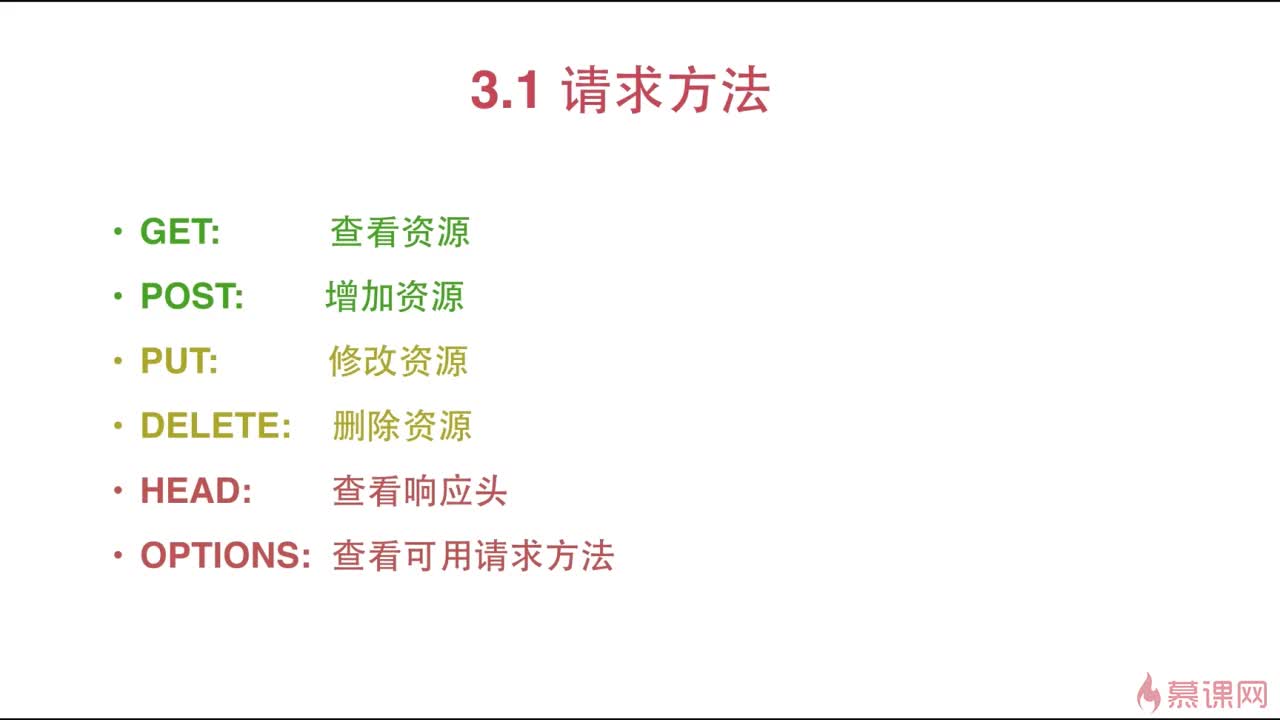 3.1 请求方法
• GET: 查看资源
• POST: 增加资源
• PUT: 修改资源
• DELETE: 删除资源
• HEAD: 查看响应头
• OPTIONS: 查看可用请求方法
慕课网